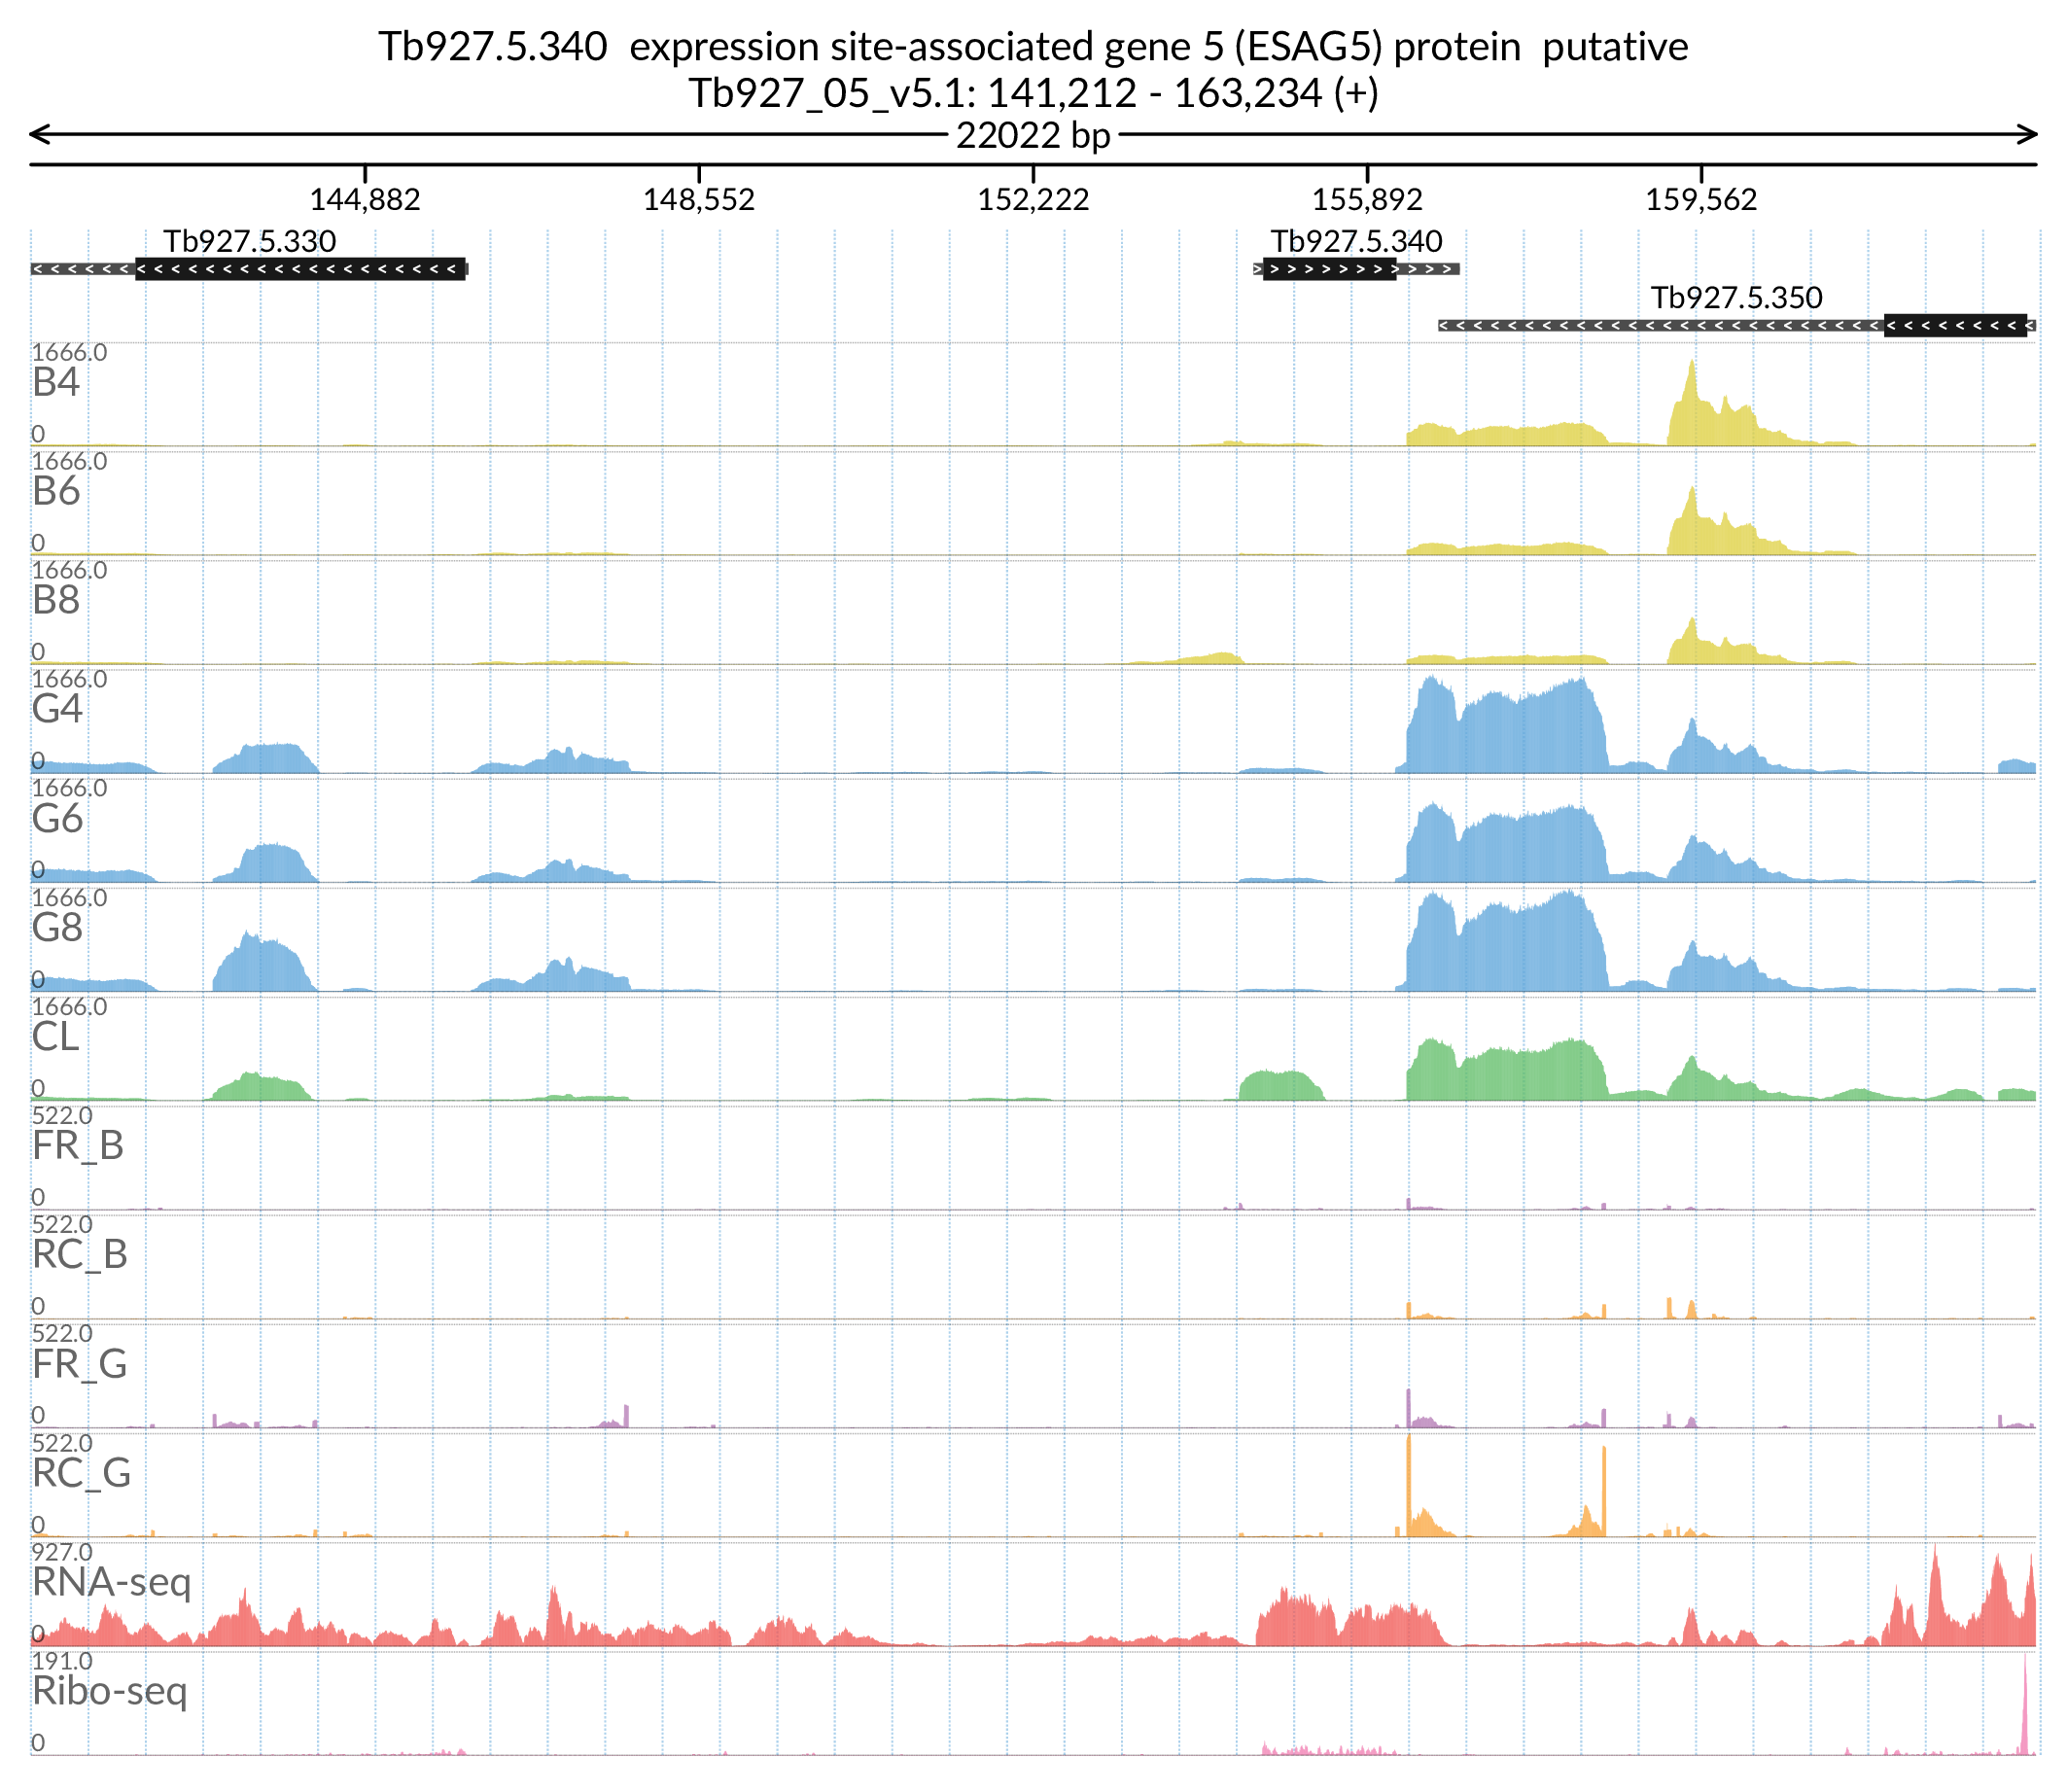 Tb927.5.340  expression site-associated gene 5 (ESAG5) protein  putative
Tb927_05_v5.1: 141,212 - 163,234 (+)
22022 bp
144,882 148,552 152,222 155,892 159,562
Tb927.5.330 Tb927.5.340
Tb927.5.350
1666.0
B4
0
1666.0
B6
0
1666.0
B8
0
1666.0
G4
0
1666.0
G6
0
1666.0
G8
0
1666.0
CL
0
522.0
FR_B
0
522.0
RC_B
0
522.0
FR_G
0
522.0
RC_G
0
927.0
RNA-seq
0
191.0
Ribo-seq
0